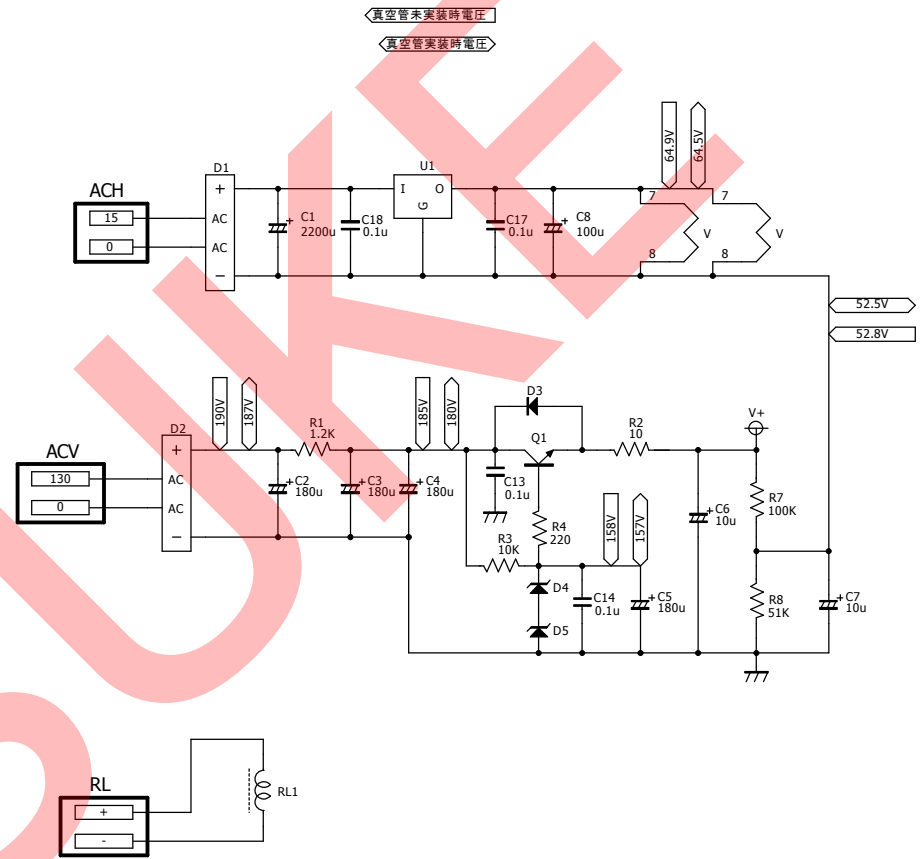 真空管未実装時電圧
真空管実装時電圧
ACH
15
0
D1
+
AC
AC
−
+
C1
2200u
C18
0.1u
U1
I
O
G
C17
0.1u
+
C8
100u
64.9V
64.5V
7
8
V
7
8
V
52.5V
52.8V
ACV
130
0
D2
+
AC
AC
−
190V
187V
R1
1.2K
+
C2
180u
+
C3
180u
+
C4
180u
185V
180V
D3
Q1
C13
0.1u
R2
10
R3
10K
R4
220
158V
157V
D4
D5
C14
0.1u
+
C5
180u
+
C6
10u
V+
R7
100K
R8
51K
+
C7
10u
RL
+
-
RL1
UKE